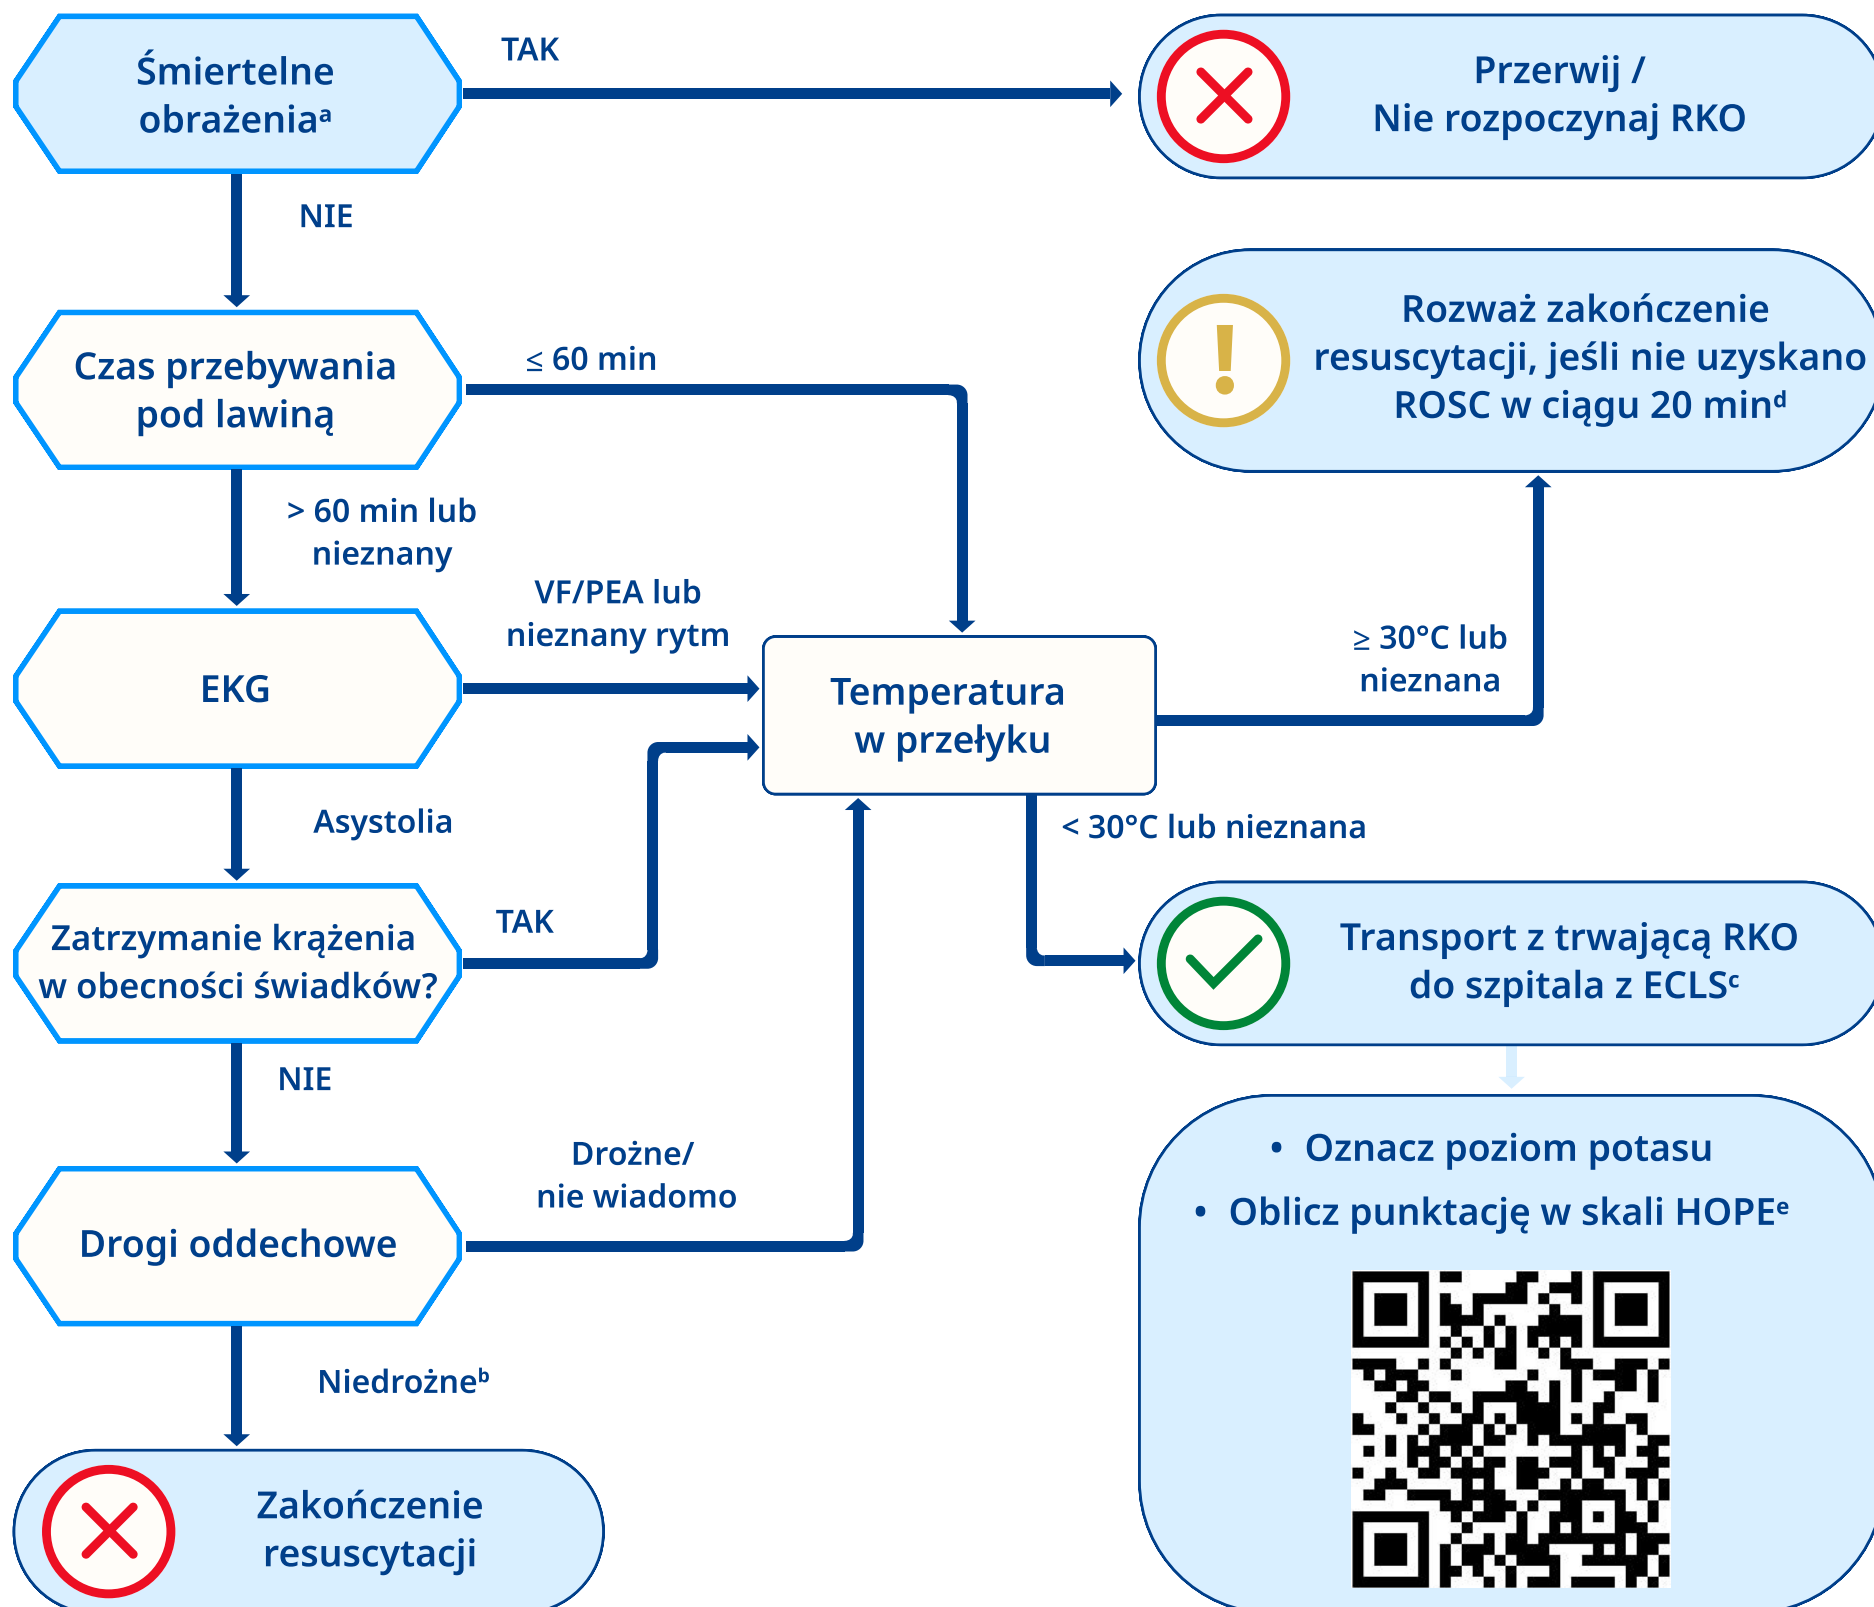 Śmiertelne
obrażeniaᵃ
TAK
Przerwij /
Nie rozpoczynaj RKO
NIE
Czas przebywania
pod lawiną
≤ 60 min
Rozważ zakończenie
resuscytacji, jeśli nie uzyskano
ROSC w ciągu 20 minᵈ
> 60 min lub
nieznany
EKG
VF/PEA lub
nieznany rytm
Temperatura
w przełyku
≥ 30°C lub
nieznana
Asystolia
< 30°C lub nieznana
Zatrzymanie krążenia
w obecności świadków?
TAK
Transport z trwającą RKO
do szpitala z ECLSᶜ
NIE
Drożne/
nie wiadomo
• Oznacz poziom potasu
• Oblicz punktację w skali HOPEᵉ
Drogi oddechowe
Niedrożneᵇ
Zakończenie
resuscytacji